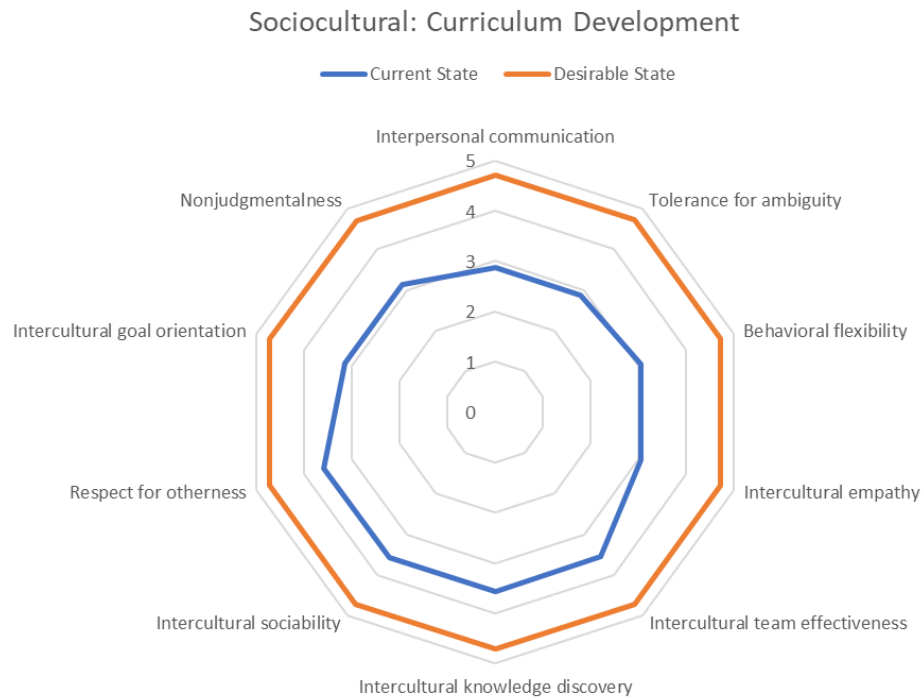 Sociocultural: Curriculum Development
Current State
Desirable State
Interpersonal communication
5
Nonjudgmentalness
Tolerance for ambiguity
4
3
Intercultural goal orientation
Behavioral flexibility
2
1
0
Respect for otherness
Intercultural empathy
Intercultural sociability
Intercultural team effectiveness
Intercultural knowledge discovery